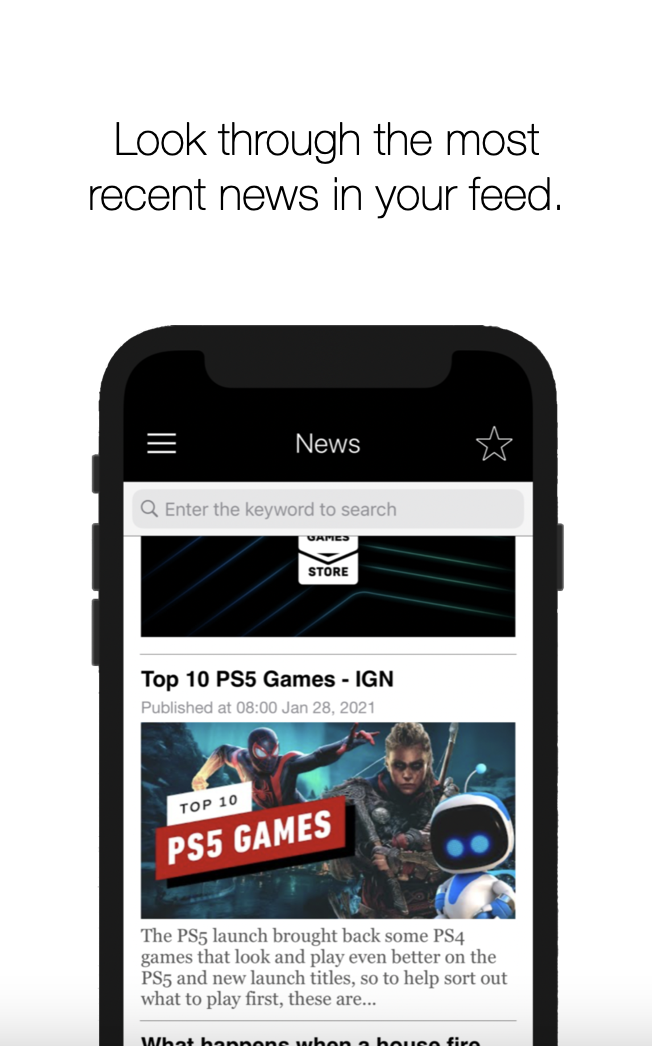 Look through the most
recent news in your feed.
News
Enter the keyword to search
GAMES
STORE
Top 10 PS5 Games - IGN
Published at 08:00 Jan 28, 2021
TOP 10
PS5 GAMES
The PS5 launch brought back some PS4
games that look and play even better on the
PS5 and new launch titles, so to help sort out
what to play first, these are...
What happens when a house fire